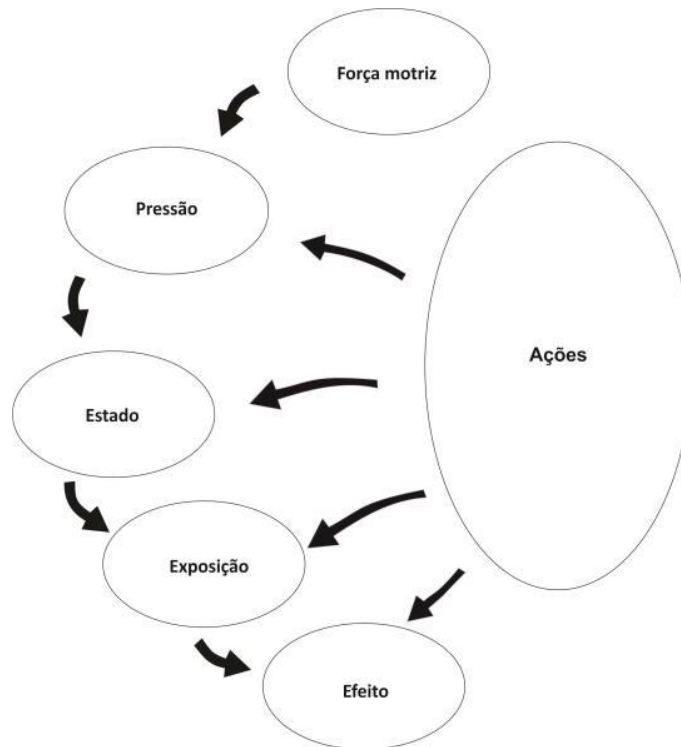 Força motriz
Pressão
Ações
Estado
Exposição
Efeito